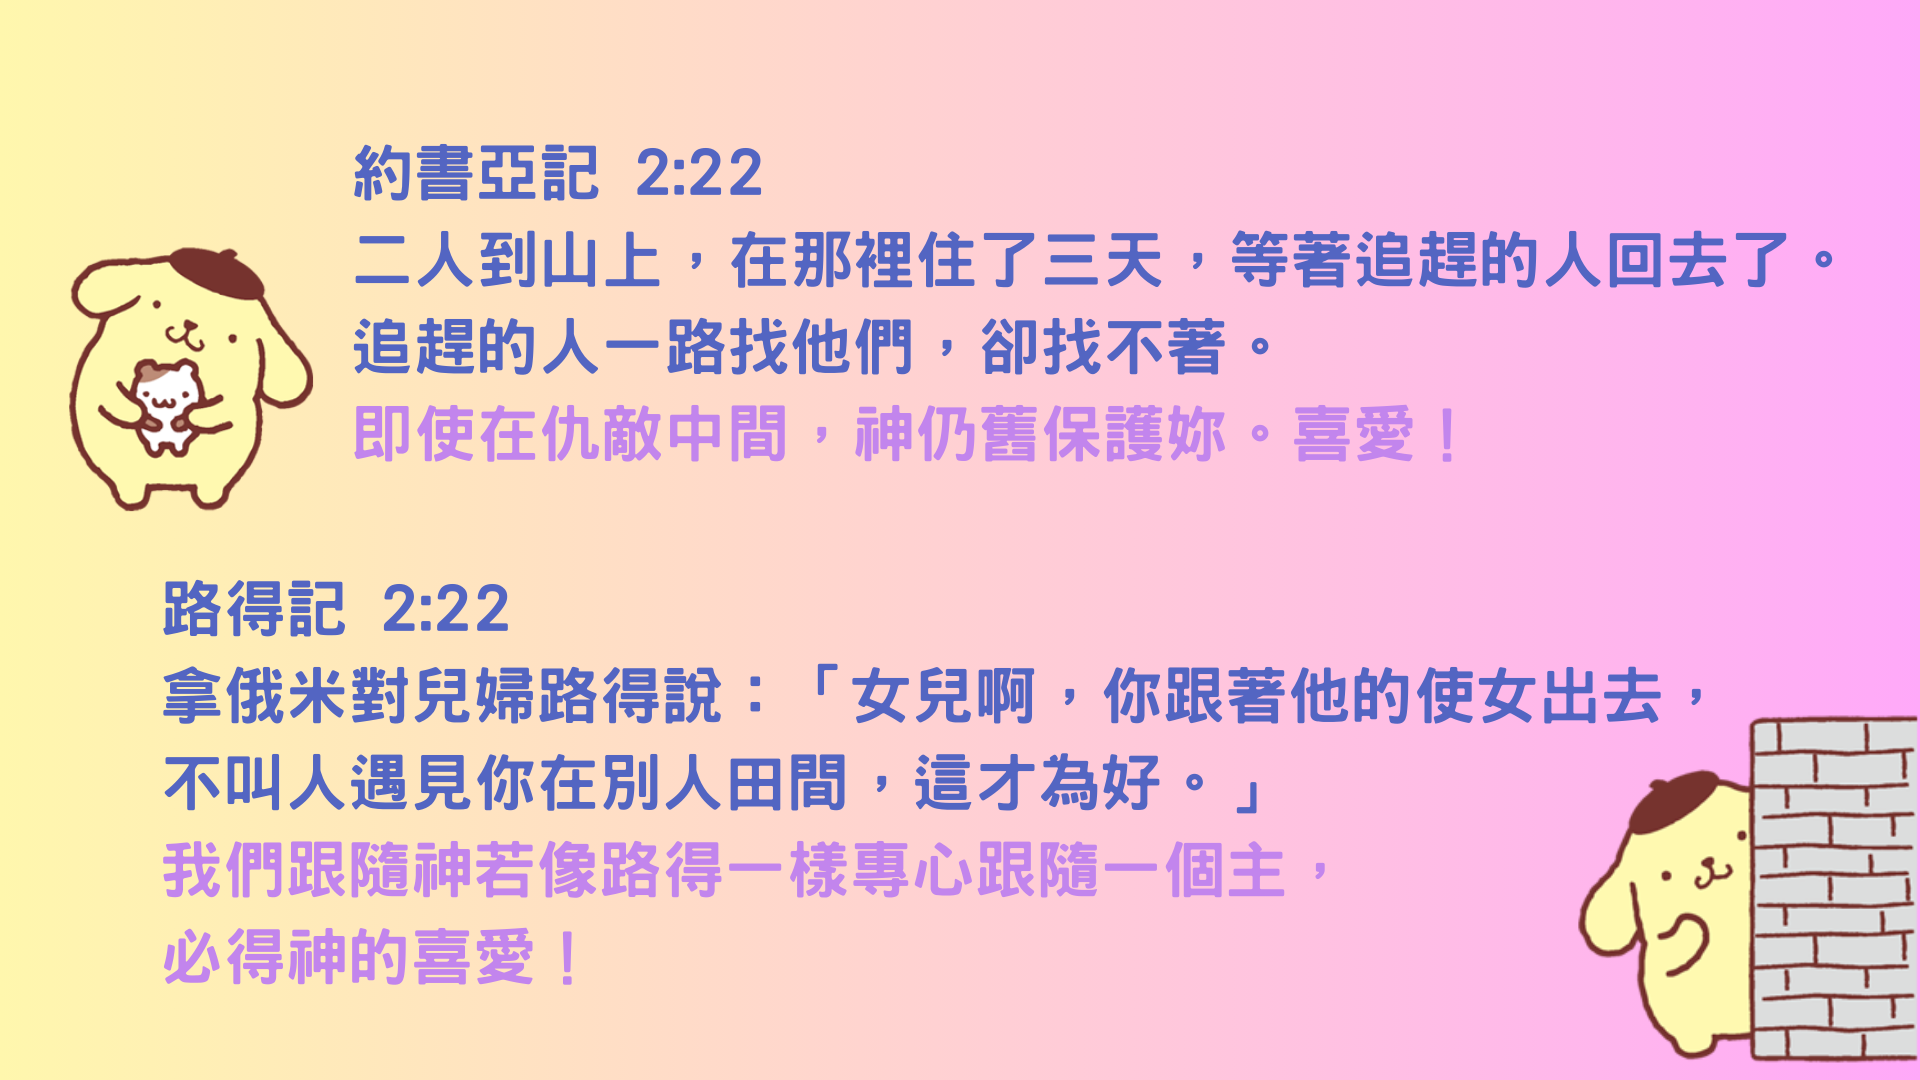 約書亞記 2:22
二人到山上，在那裡住了三天，等著追趕的人回去了。
追趕的人一路找他們，卻找不著。
即使在仇敵中間，神仍舊保護妳。喜愛！
路得記 2:22
拿俄米對兒婦路得說：「女兒啊，你跟著他的使女出去，
不叫人遇見你在別人田間，這才為好。」
我們跟隨神若像路得一樣專心跟隨一個主，
必得神的喜愛！